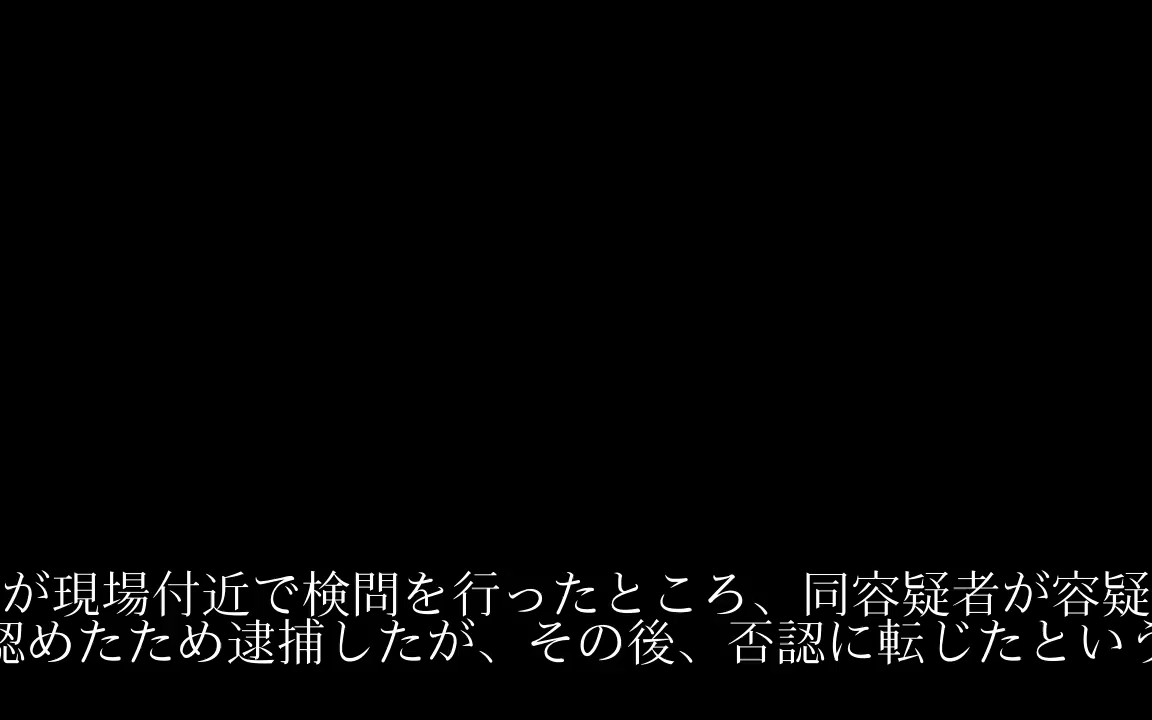 が現場付近で検問を行ったところ、同容疑者が容疑
認めたため逮捕したが、その後、否認に転じたという